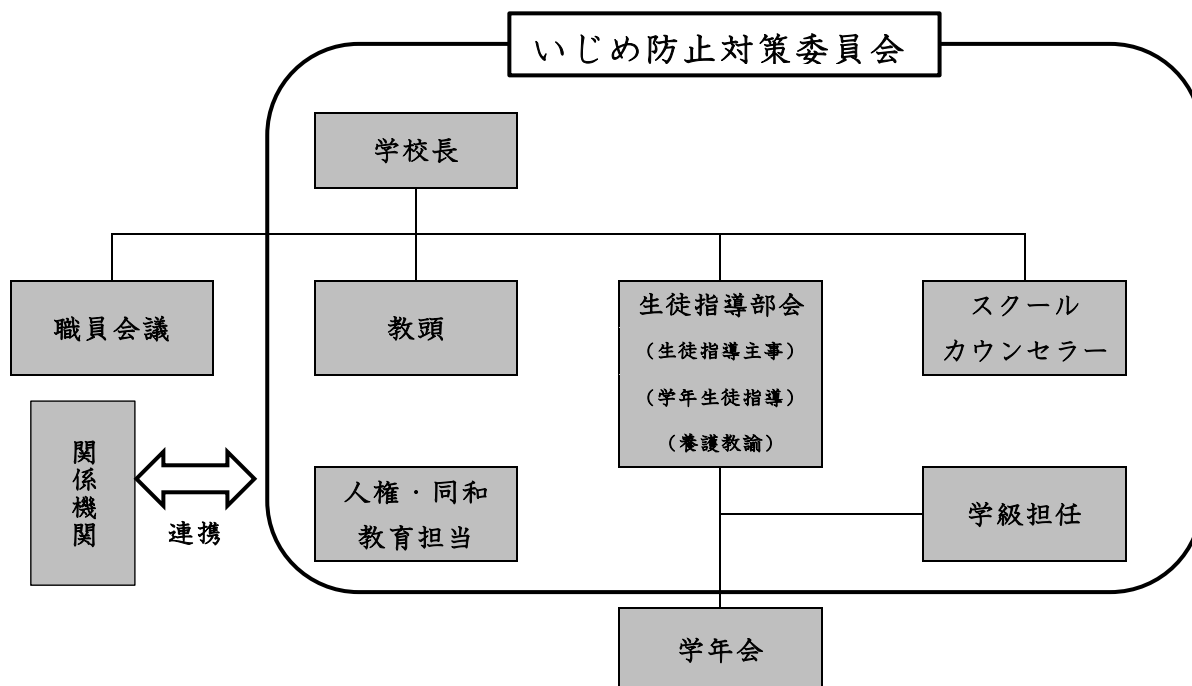 いじめ防止対策委員会
学校長
職員会議
教頭
生徒指導部会
（生徒指導主事）
（学年生徒指導）
（養護教諭）
スクール
カウンセラー
関係機関
連携
人権・同和
教育担当
学級担任
学年会